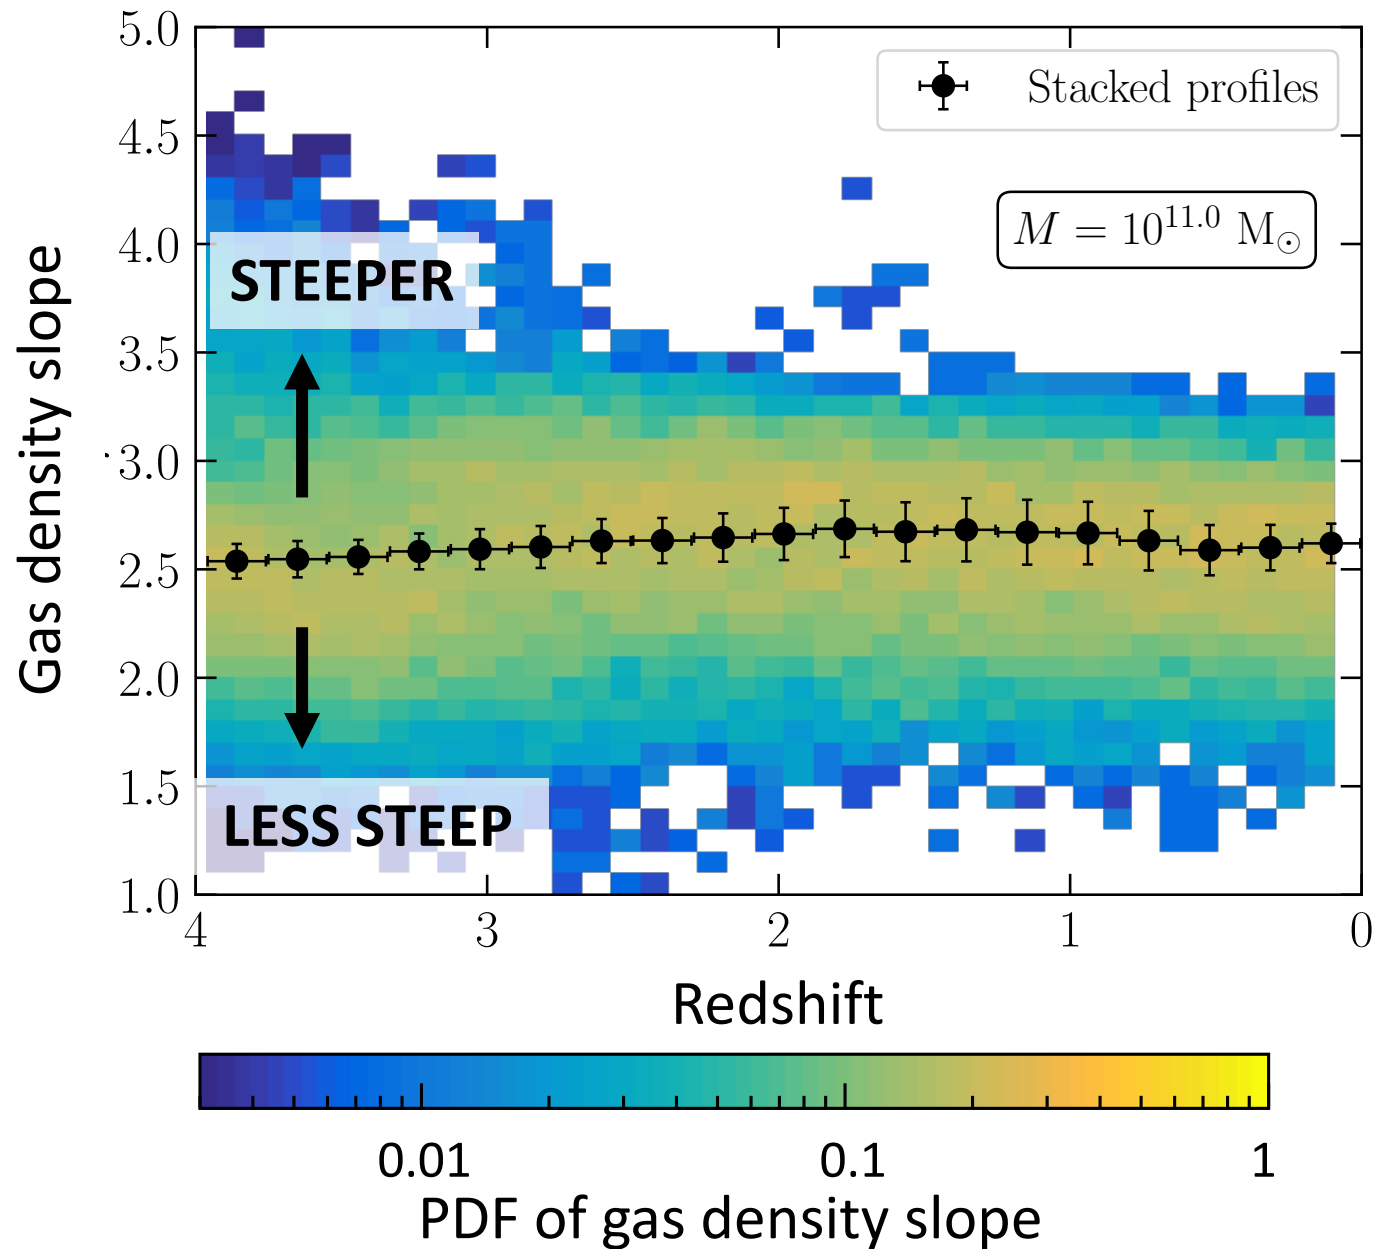 5.0
4.5
4.0
3.5
3.0
2.5
2.0
1.5
1.0
Gas density slope
Stacked profiles
M = 10^{11.0} M_⊙
STEEPER
LESS STEEP
4 3 2 1 0
Redshift
0.01 0.1 1
PDF of gas density slope